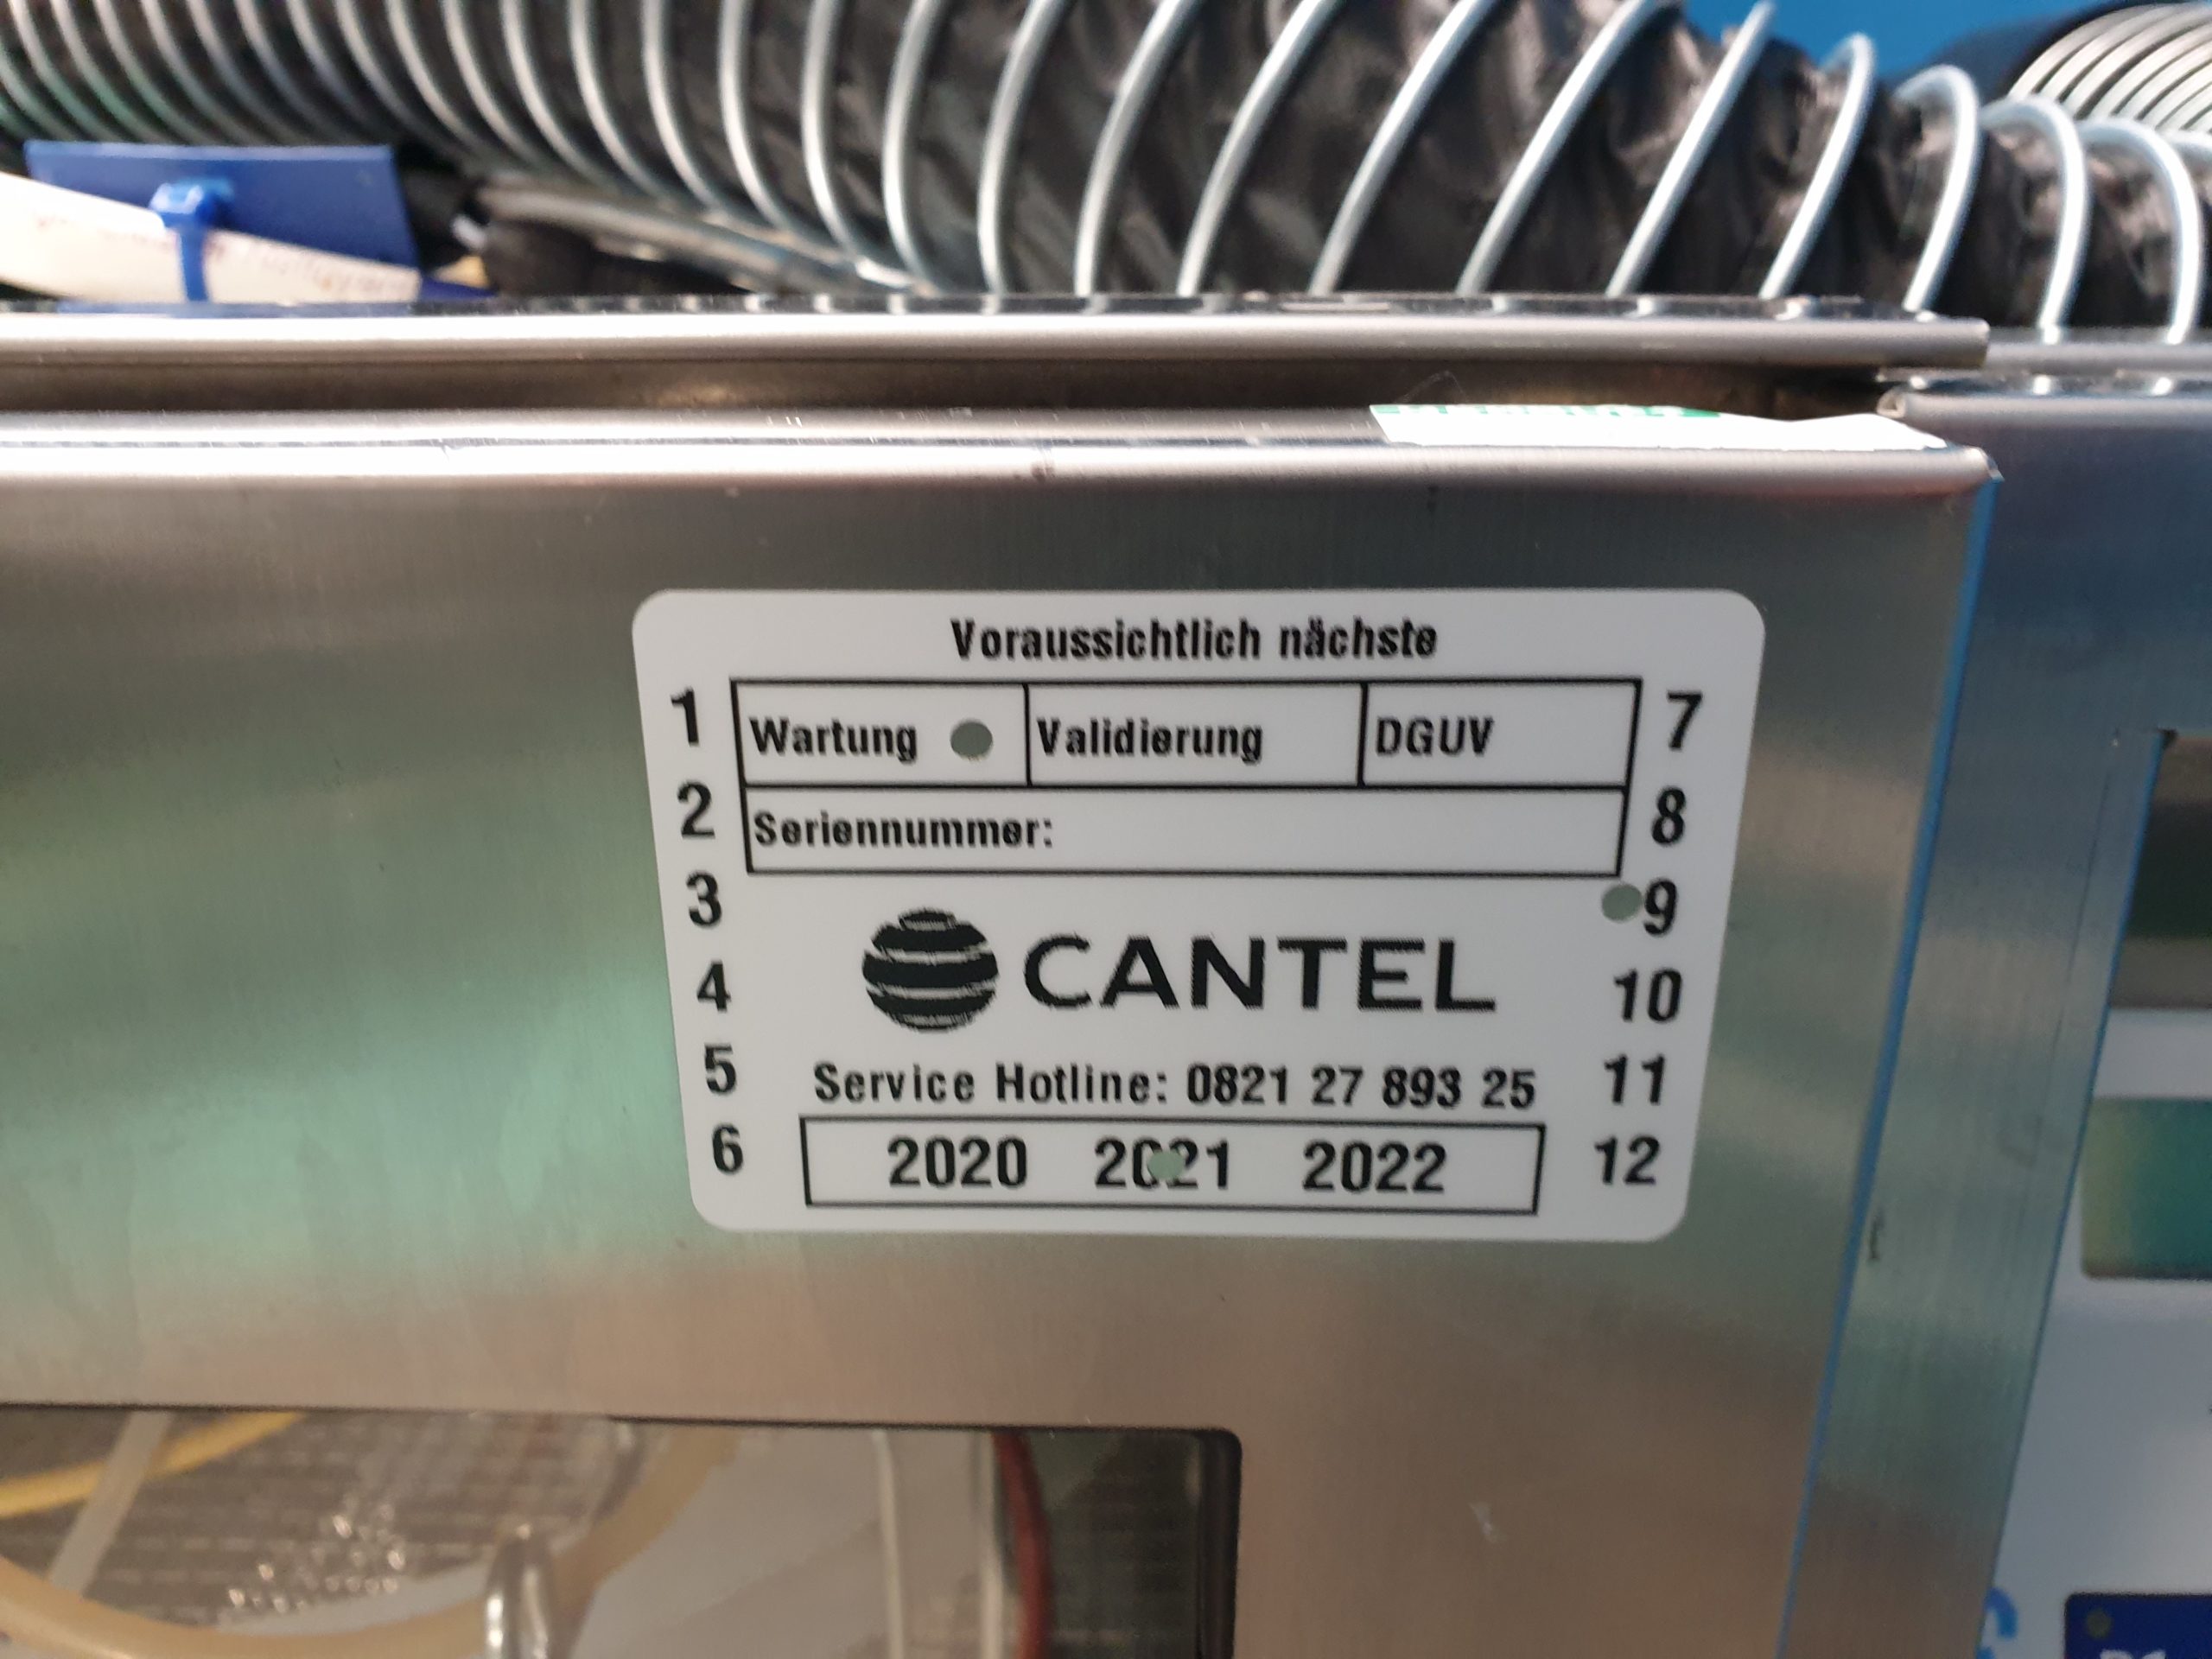 Voraussichtlich nächste
1 Wartung Validierung DGUV 7
2 Seriennummer: 8
3 9
4 CANTEL 10
5 Service Hotline: 0821 27 893 25 11
6 2020 2021 2022 12